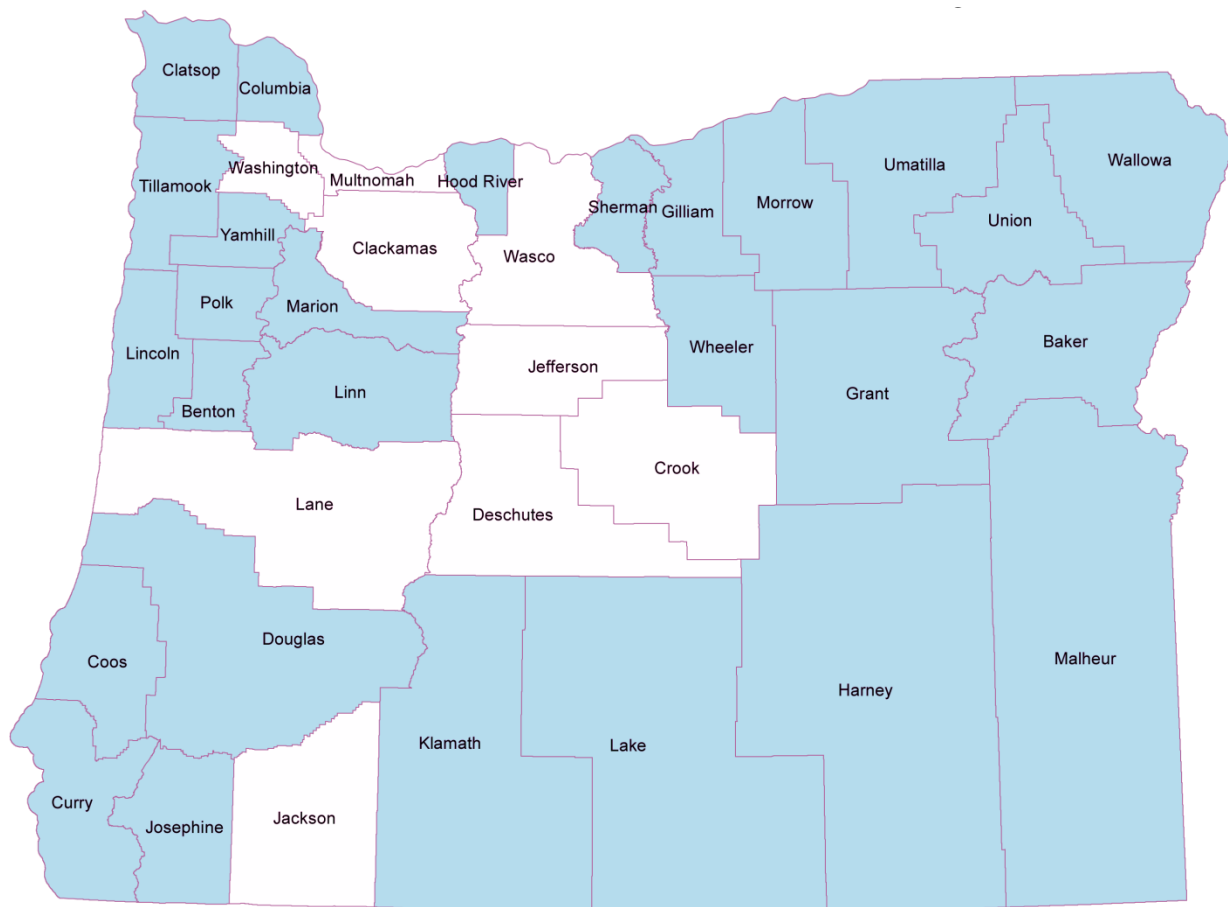 Clatsop
Columbia
Washington
Multnomah
Hood River
Tillamook
Yamhill
Clackamas
Wasco
Sherman
Gilliam
Morrow
Umatilla
Union
Wallowa
Polk
Marion
Lincoln
Benton
Linn
Jefferson
Wheeler
Grant
Baker
Lane
Deschutes
Crook
Coos
Douglas
Klamath
Lake
Harney
Malheur
Curry
Josephine
Jackson